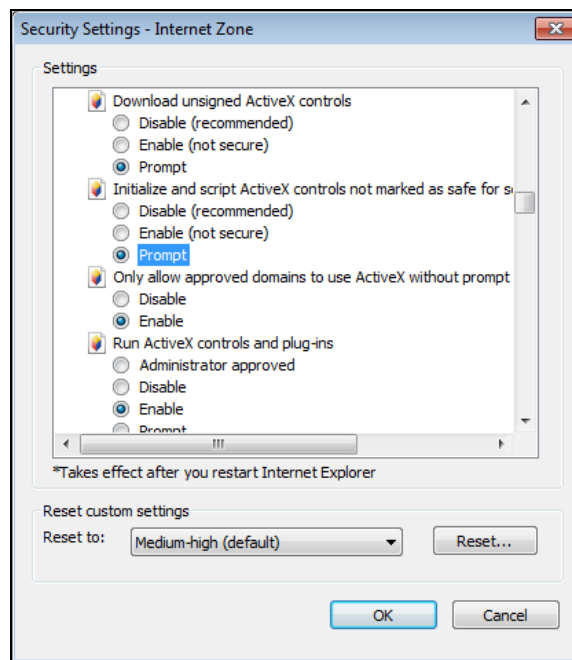 Security Settings - Internet Zone
Settings
Download unsigned ActiveX controls
Disable (recommended)
Enable (not secure)
Prompt
Initialize and script ActiveX controls not marked as safe for s
Disable (recommended)
Enable (not secure)
Prompt
Only allow approved domains to use ActiveX without prompt
Disable
Enable
Run ActiveX controls and plug-ins
Administrator approved
Disable
Enable
Prompt
*Takes effect after you restart Internet Explorer
Reset custom settings
Reset to:
Medium-high (default)
Reset...
OK
Cancel